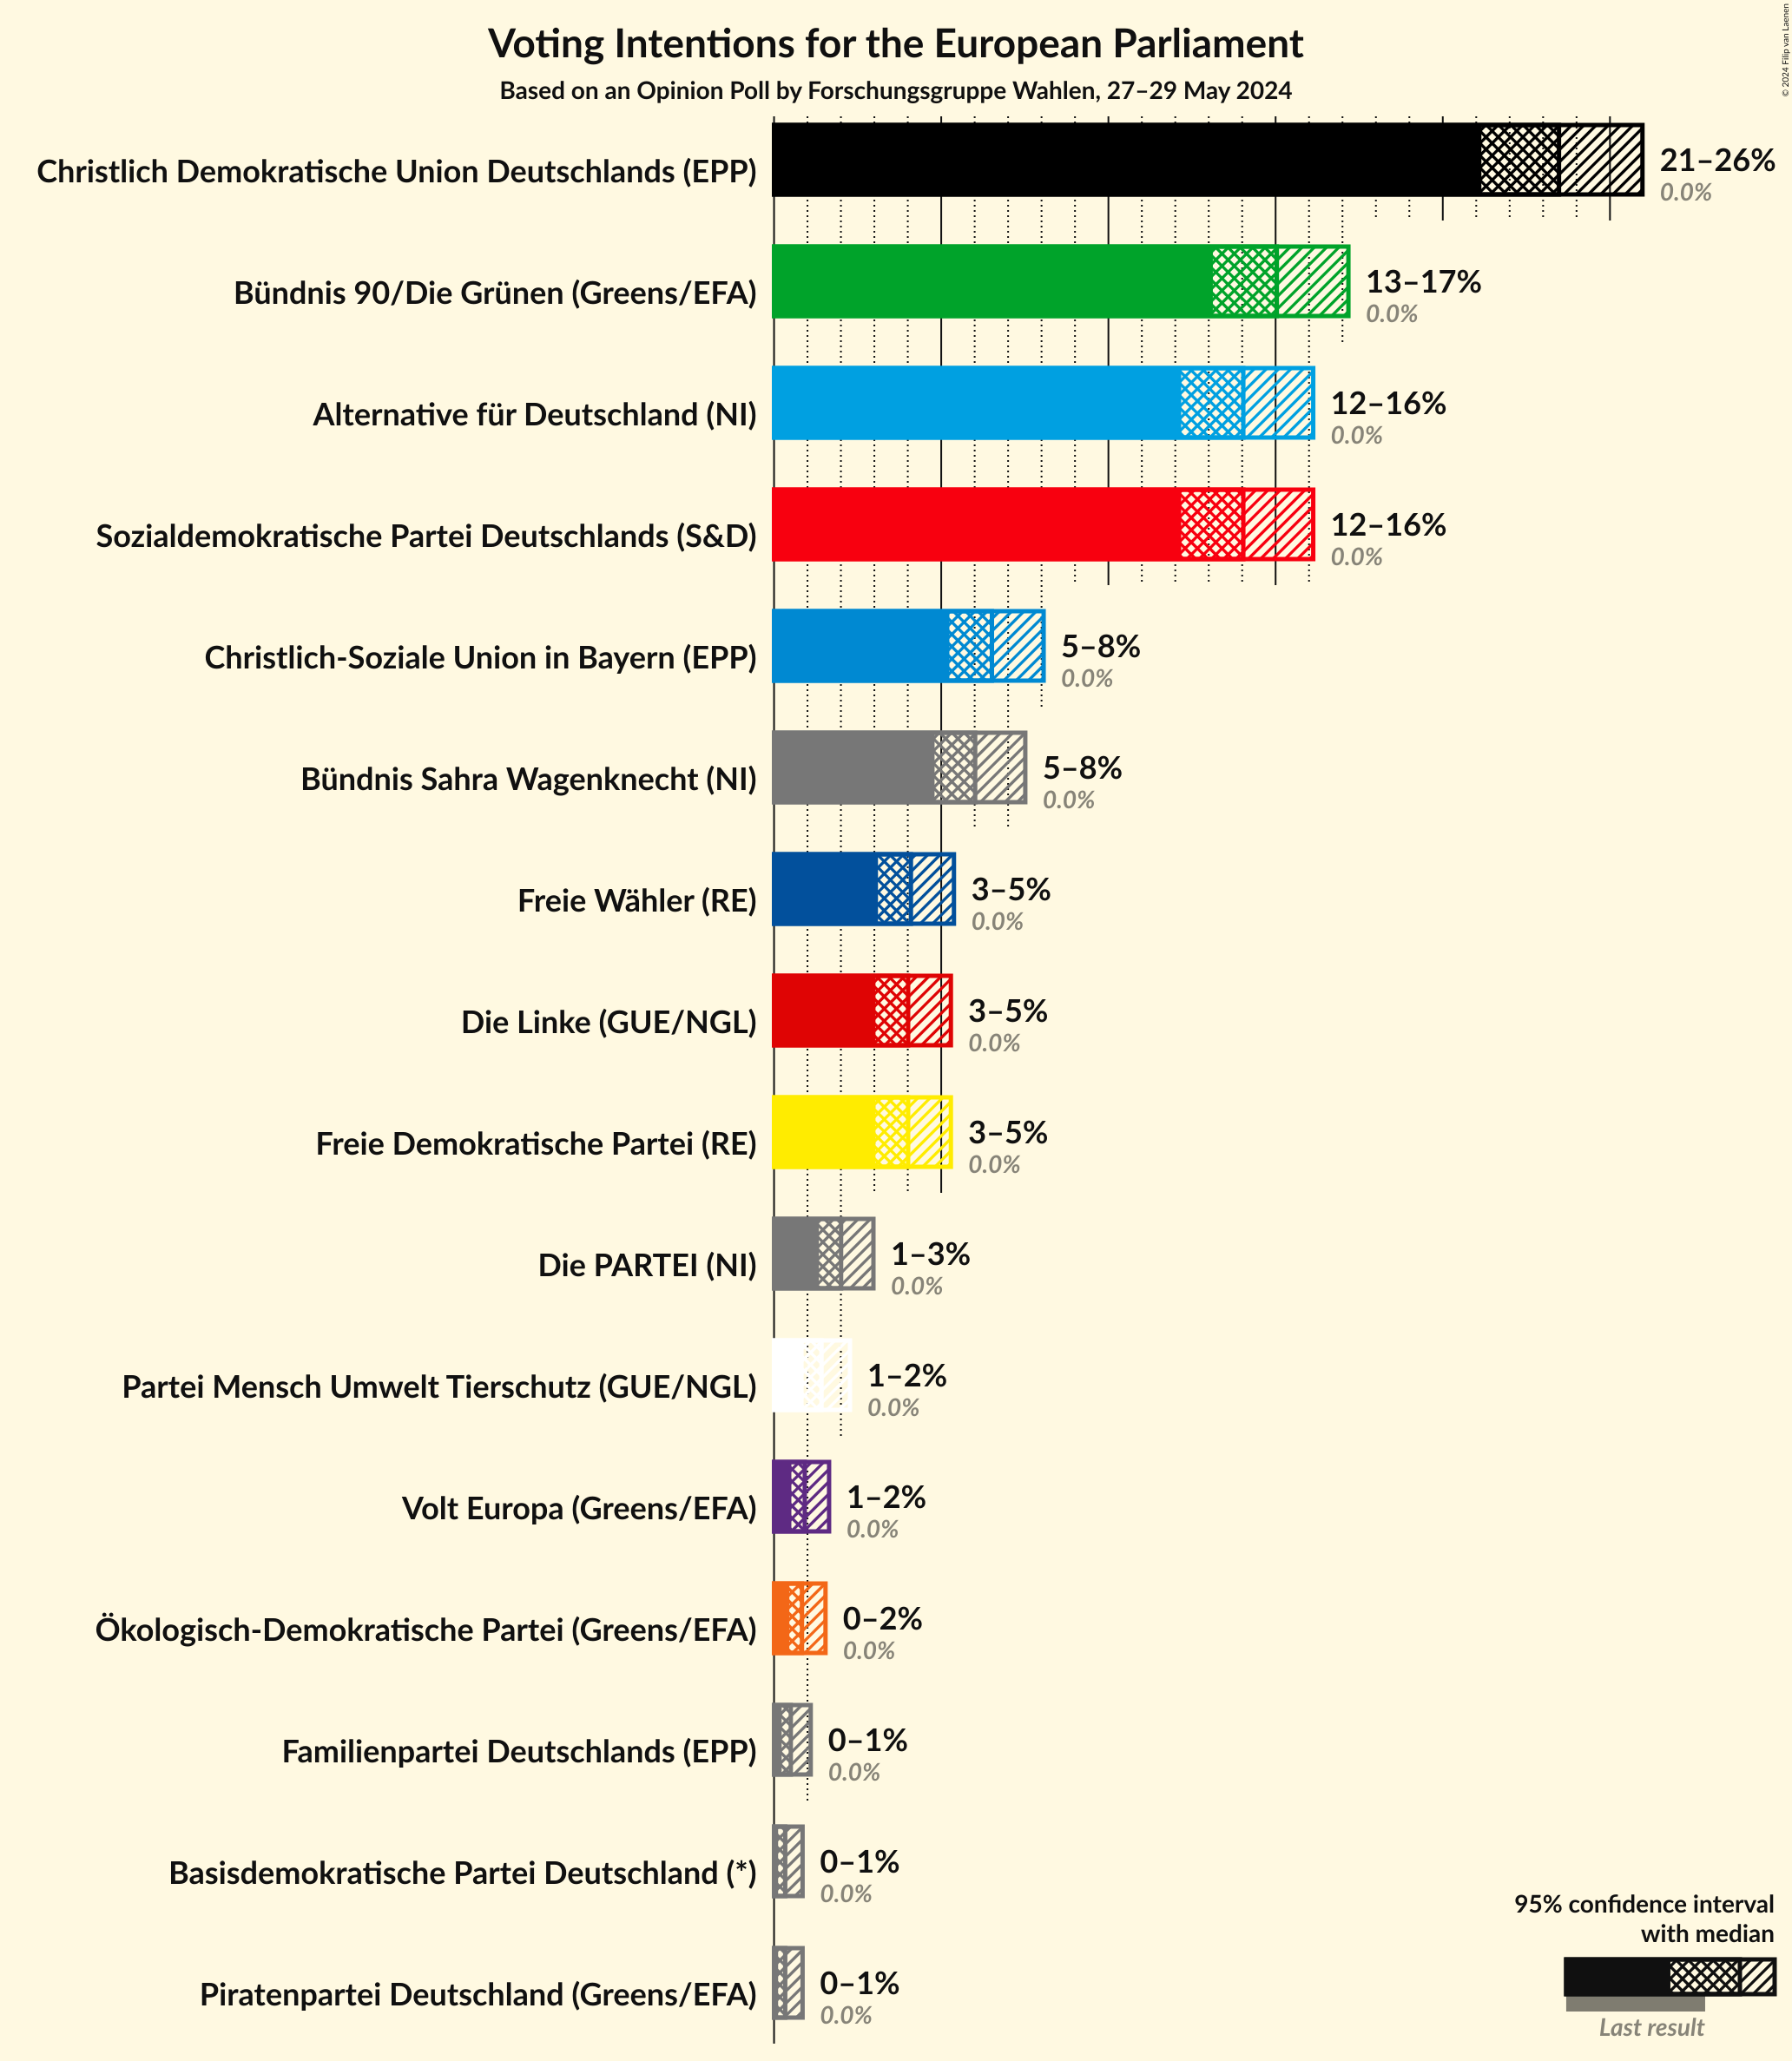 Voting Intentions for the European Parliament
Based on an Opinion Poll by Forschungsgruppe Wahlen, 27–29 May 2024
© 2024 Filip van Laenen
Christlich Demokratische Union Deutschlands (EPP)
21–26%
0.0%
Bündnis 90/Die Grünen (Greens/EFA)
13–17%
0.0%
Alternative für Deutschland (NI)
12–16%
0.0%
Sozialdemokratische Partei Deutschlands (S&D)
12–16%
0.0%
Christlich-Soziale Union in Bayern (EPP)
5–8%
0.0%
Bündnis Sahra Wagenknecht (NI)
5–8%
0.0%
Freie Wähler (RE)
3–5%
0.0%
Die Linke (GUE/NGL)
3–5%
0.0%
Freie Demokratische Partei (RE)
3–5%
0.0%
Die PARTEI (NI)
1–3%
0.0%
Partei Mensch Umwelt Tierschutz (GUE/NGL)
1–2%
0.0%
Volt Europa (Greens/EFA)
1–2%
0.0%
Ökologisch-Demokratische Partei (Greens/EFA)
0–2%
0.0%
Familienpartei Deutschlands (EPP)
0–1%
0.0%
Basisdemokratische Partei Deutschland (*)
0–1%
0.0%
Piratenpartei Deutschland (Greens/EFA)
0–1%
0.0%
95% confidence interval
with median
Last result